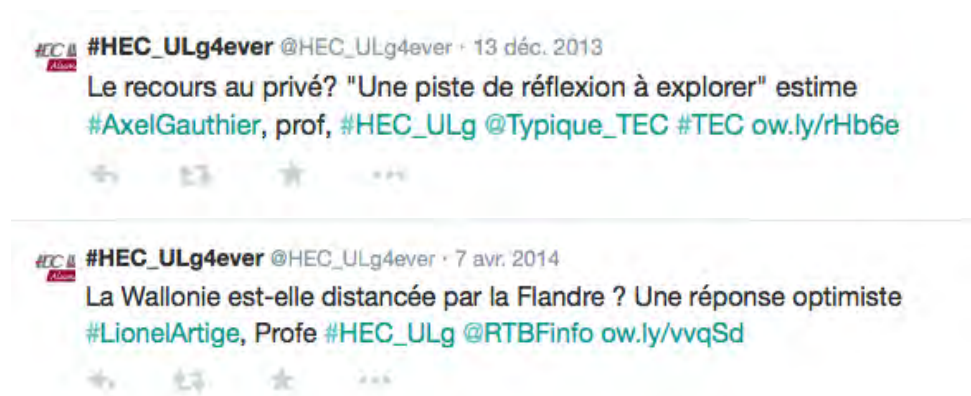 #HEC_ULg4ever @HEC_ULg4ever · 13 déc. 2013
Le recours au privé? "Une piste de réflexion à explorer" estime
#AxelGauthier, prof, #HEC_ULg @Typique_TEC #TEC ow.ly/rHb6e
#HEC_ULg4ever @HEC_ULg4ever · 7 avr. 2014
La Wallonie est-elle distancée par la Flandre ? Une réponse optimiste
#LionelArtige, Profe #HEC_ULg @RTBFinfo ow.ly/vvqSd